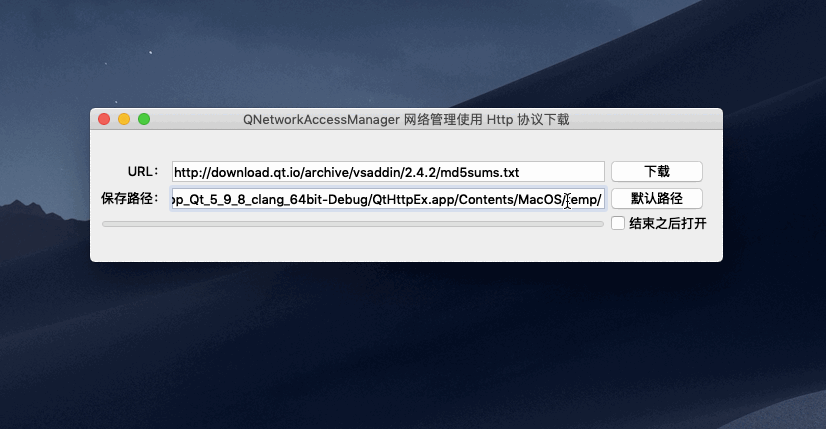 QNetworkAccessManager 网络管理使用 Http 协议下载
URL: http://download.qt.io/archive/vsaddin/2.4.2/md5sums.txt 下载
保存路径: op_Qt_5_9_8_clang_64bit-Debug/QtHttpEx.app/Contents/MacOS/Temp/ 默认路径
结束之后打开